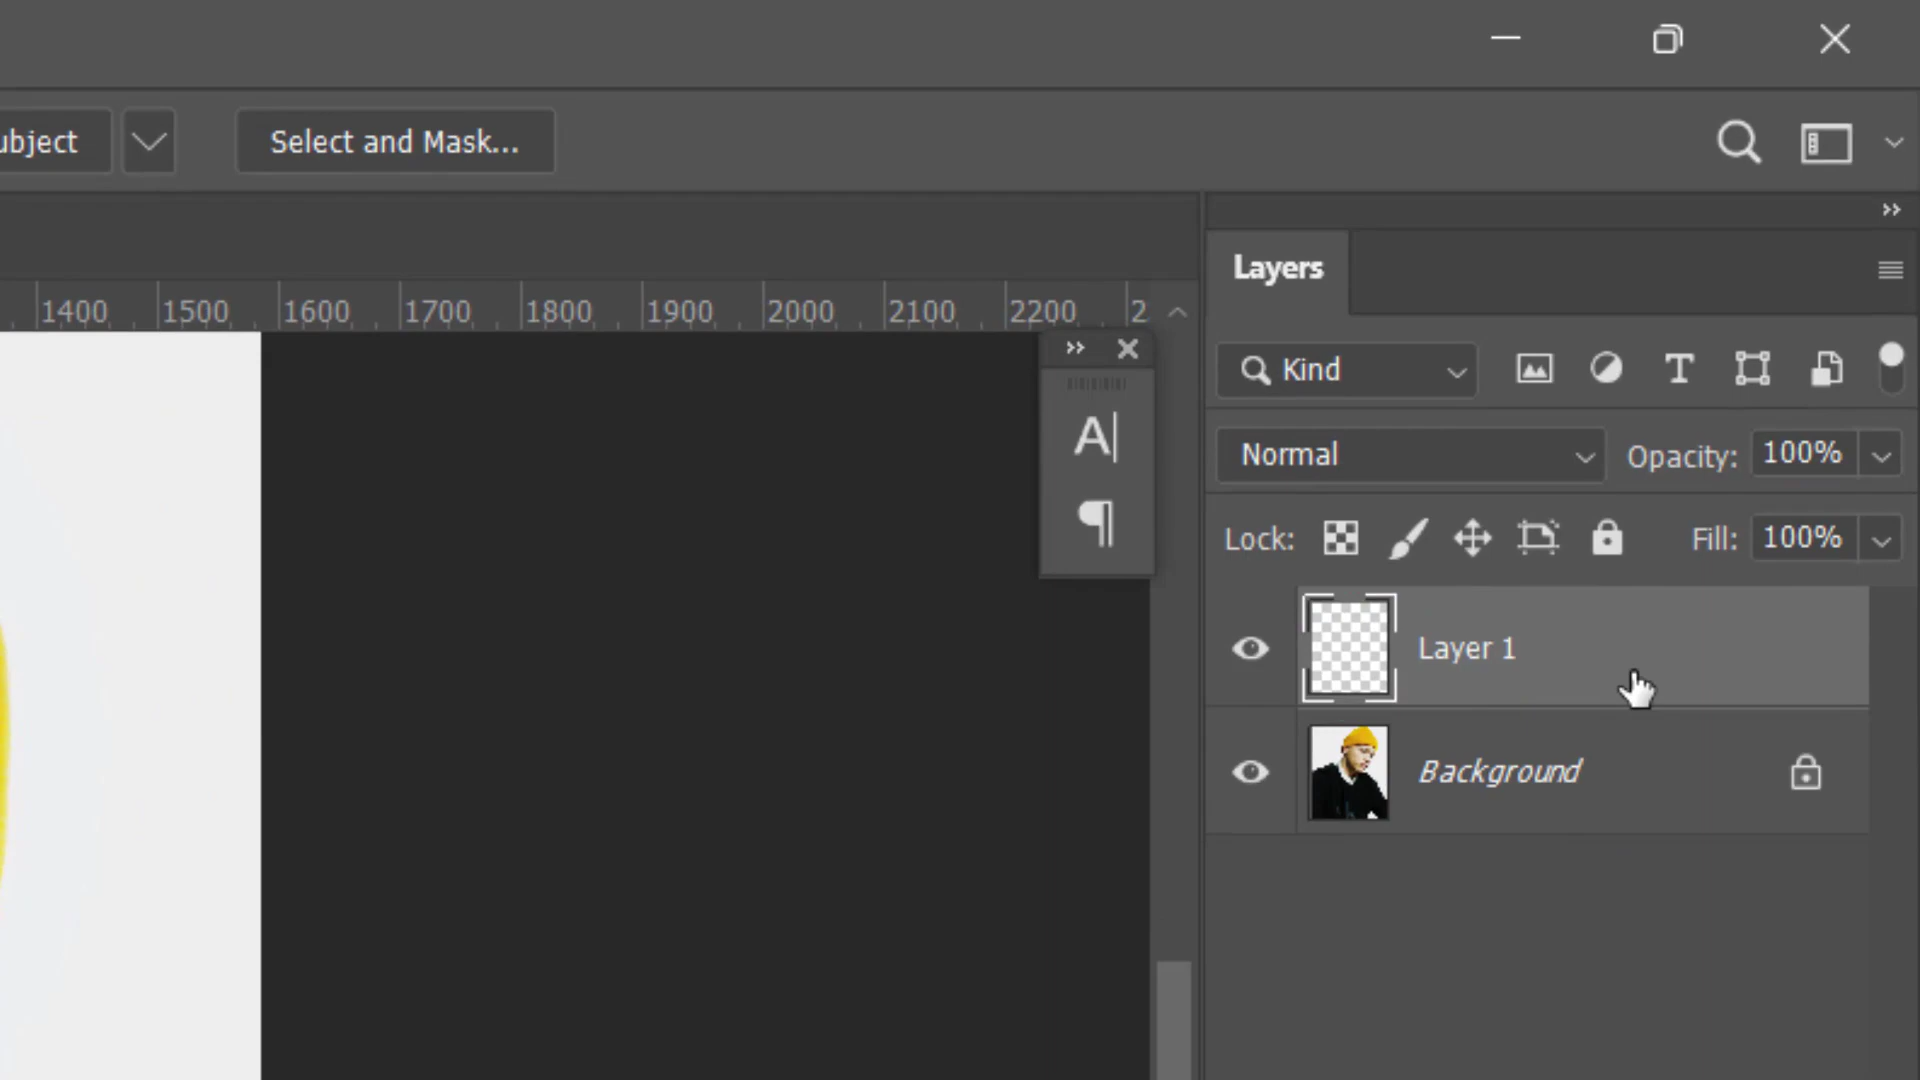 ubject
Select and Mask...
Layers
1400 1500 1600 1700 1800 1900 2000 2100 2200 2
Kind
Normal Opacity: 100%
Lock: Fill: 100%
Layer 1
Background